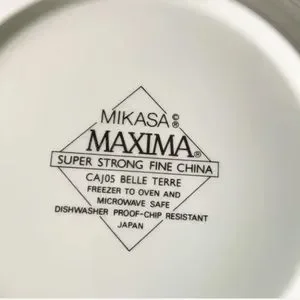 MIKASA©
MAXIMA®
SUPER STRONG FINE CHINA
CAJ05 BELLE TERRE
FREEZER TO OVEN AND
MICROWAVE SAFE
DISHWASHER PROOF-CHIP RESISTANT
JAPAN